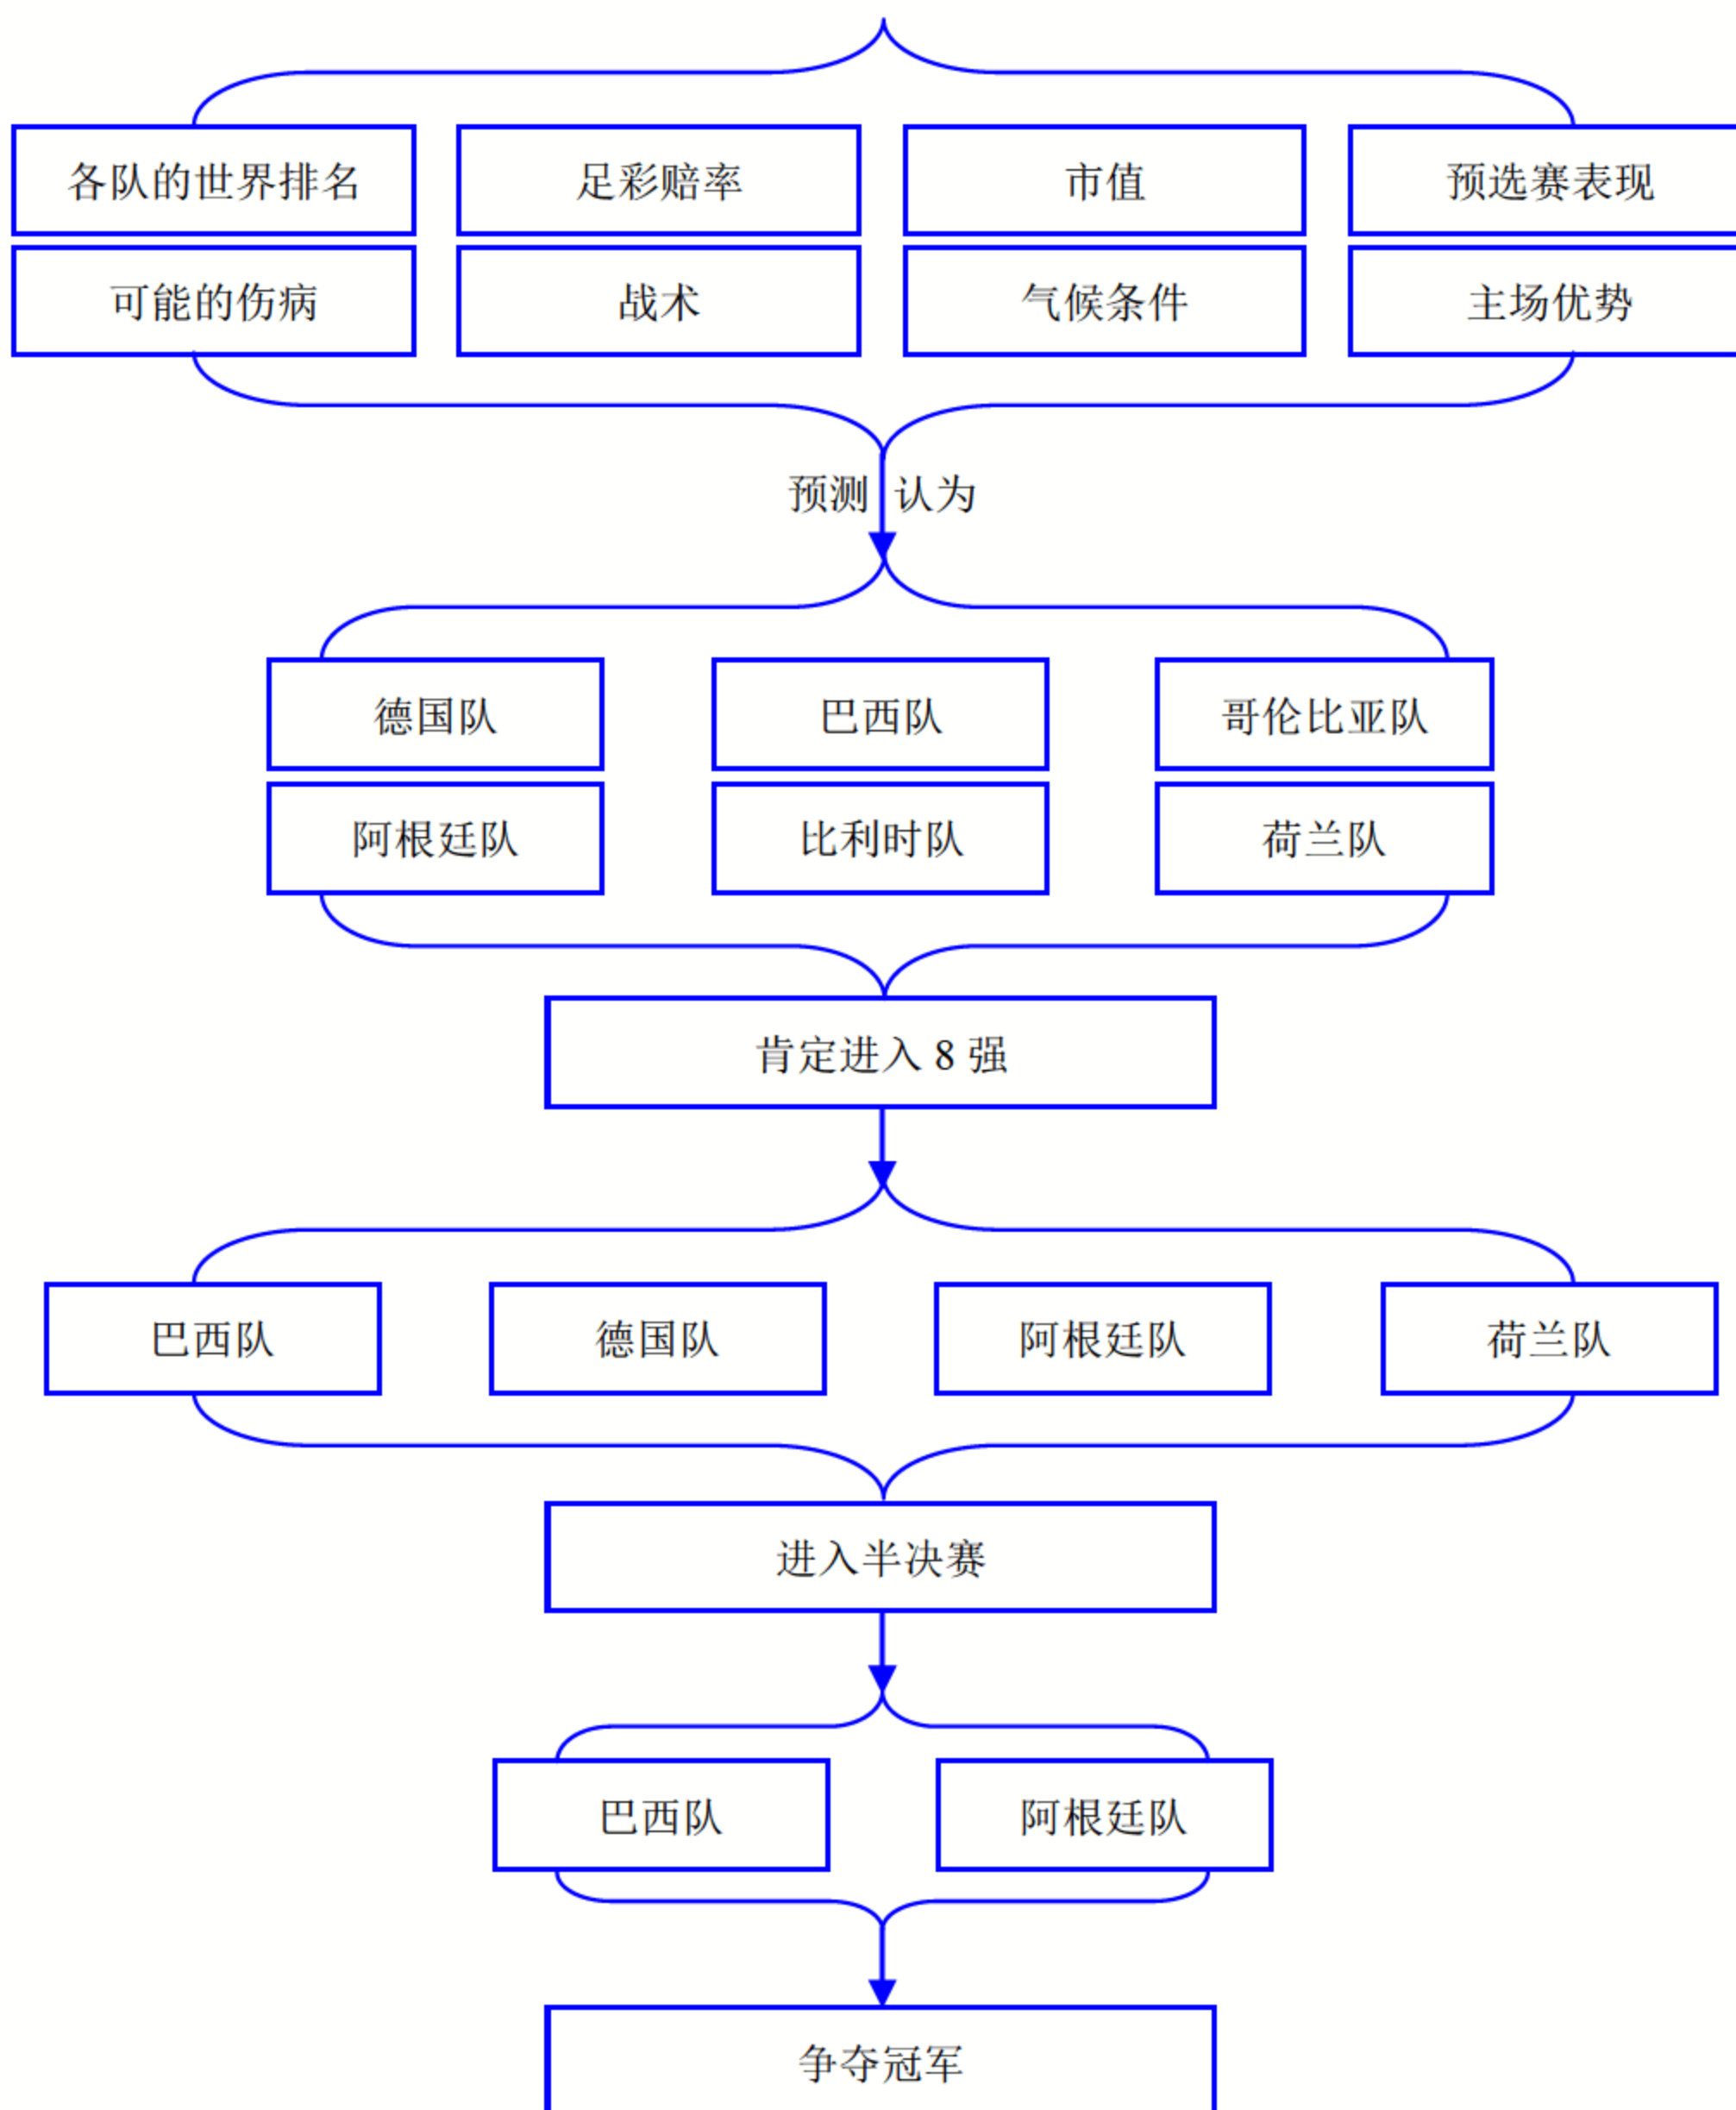 各队的世界排名 足彩赔率 市值 预选赛表现
可能的伤病 战术 气候条件 主场优势
预测 认为
德国队 巴西队 哥伦比亚队
阿根廷队 比利时队 荷兰队
肯定进入 8 强
巴西队 德国队 阿根廷队 荷兰队
进入半决赛
巴西队 阿根廷队
争夺冠军